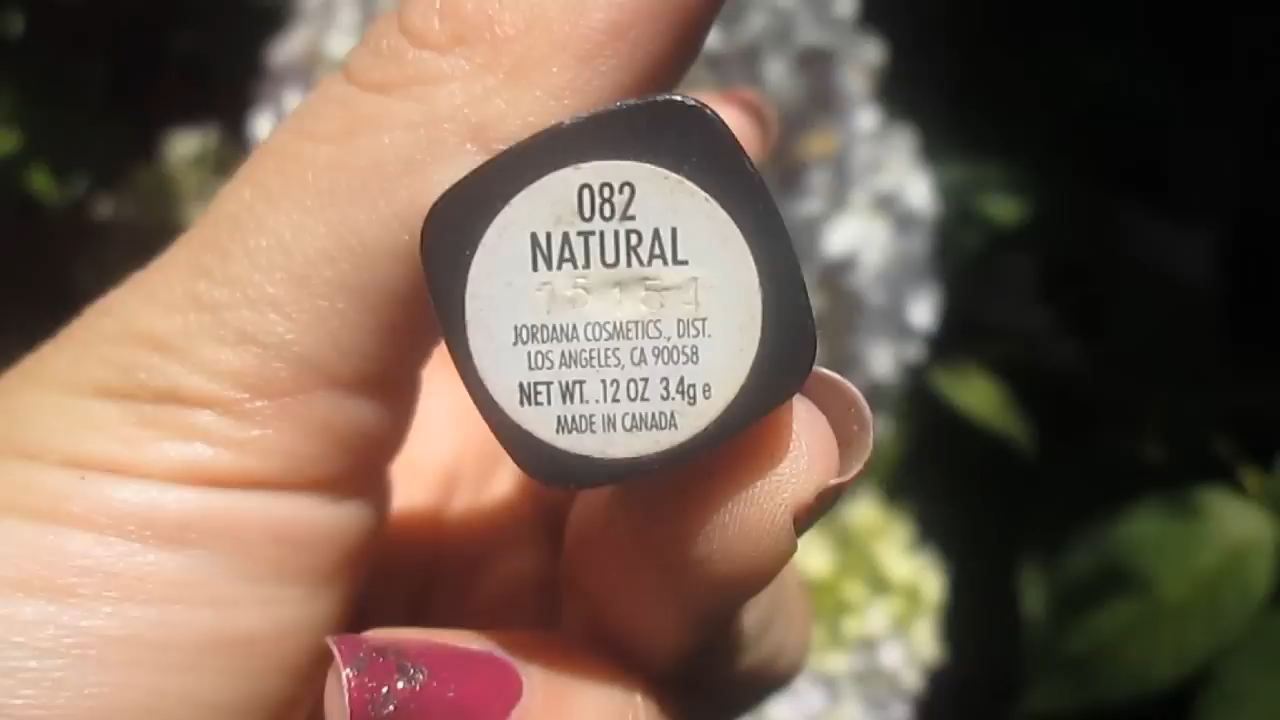 082
NATURAL
JORDANA COSMETICS., DIST.
LOS ANGELES, CA 90058
NET WT. .12 OZ 3.4g e
MADE IN CANADA